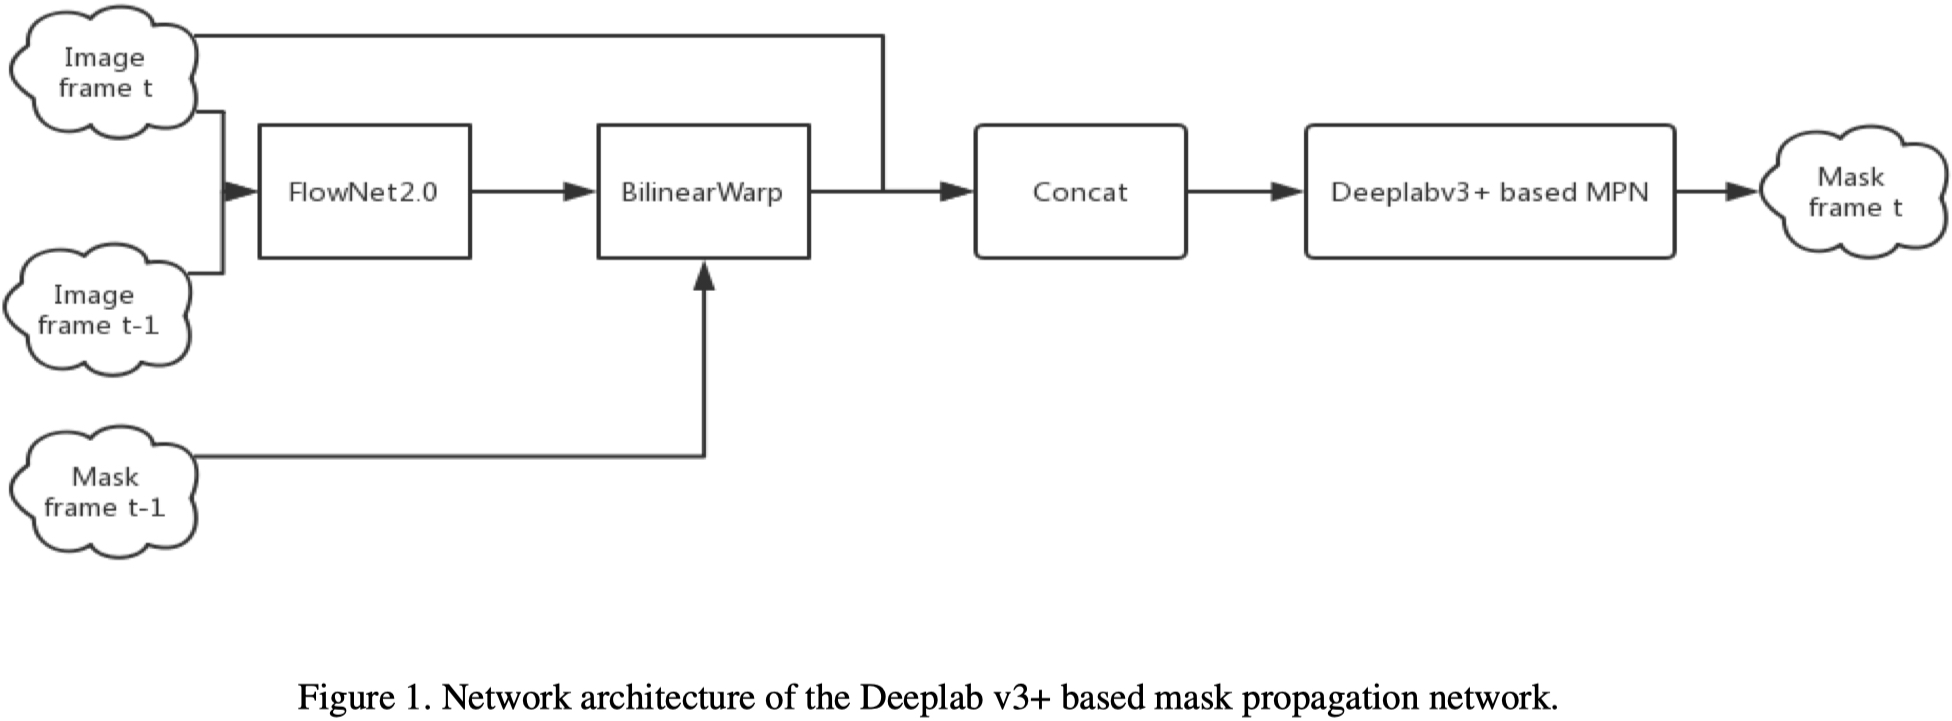 Image
frame t
FlowNet2.0
BilinearWarp
Concat
Deeplabv3+ based MPN
Mask
frame t
Image
frame t-1
Mask
frame t-1
Figure 1. Network architecture of the Deeplab v3+ based mask propagation network.